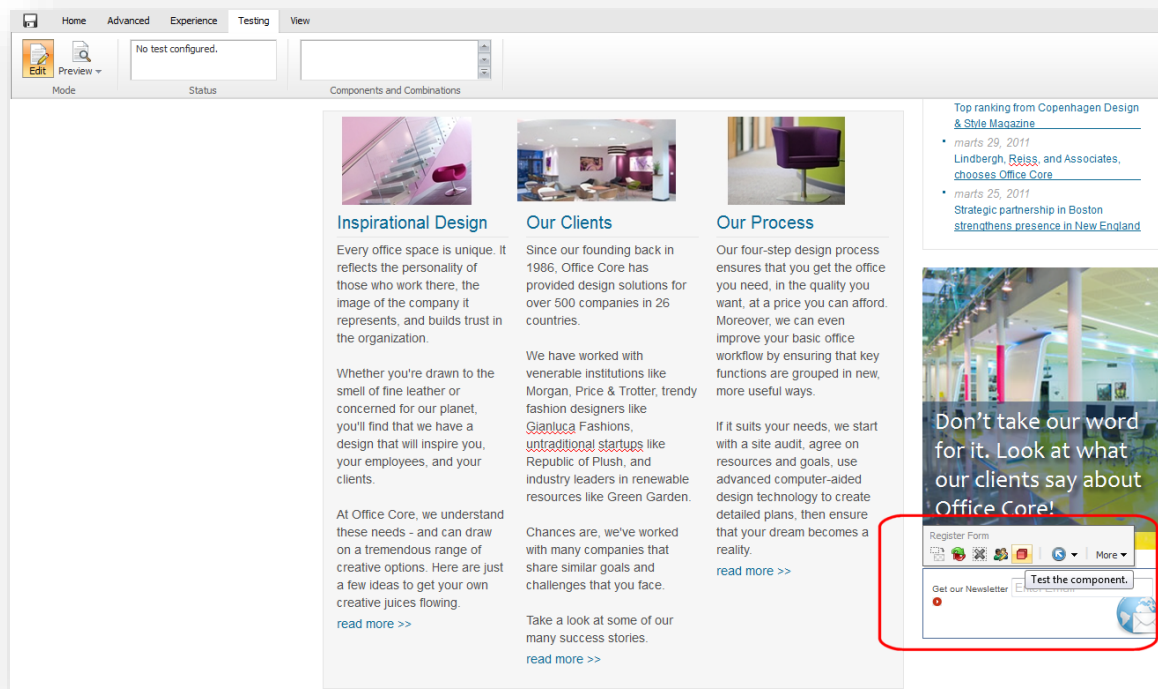 Home Advanced Experience Testing View
Edit Preview
No test configured.
Mode Status Components and Combinations
Inspirational Design
Every office space is unique. It
reflects the personality of
those who work there, the
image of the company it
represents, and builds trust in
the organization.
Whether you're drawn to the
smell of fine leather or
concerned for our planet,
you'll find that we have a
design that will inspire you,
your employees, and your
clients.
At Office Core, we understand
these needs - and can draw
on a tremendous range of
creative options. Here are just
a few ideas to get your own
creative juices flowing.
read more >>
Our Clients
Since our founding back in
1986, Office Core has
provided design solutions for
over 500 companies in 26
countries.
We have worked with
venerable institutions like
Morgan, Price & Trotter, trendy
fashion designers like
Gianluca Fashions,
untraditional startups like
Republic of Plush, and
industry leaders in renewable
resources like Green Garden.
Chances are, we've worked
with many companies that
share similar goals and
challenges that you face.
Take a look at some of our
many success stories.
read more >>
Our Process
Our four-step design process
ensures that you get the office
you need, in the quality you
want, at a price you can afford.
Moreover, we can even
improve your basic office
workflow by ensuring that key
functions are grouped in new,
more useful ways.
If it suits your needs, we start
with a site audit, agree on
resources and goals, use
advanced computer-aided
design technology to create
detailed plans, then ensure
that your dream becomes a
reality.
read more >>
Top ranking from Copenhagen Design
& Style Magazine
• marts 29, 2011
Lindbergh, Reiss, and Associates,
chooses Office Core
• marts 25, 2011
Strategic partnership in Boston
strengthens presence in New England
Don't take our word
for it. Look at what
our clients say about
Office Core!
Register Form
More
Test the component.
Get our Newsletter Enter Email